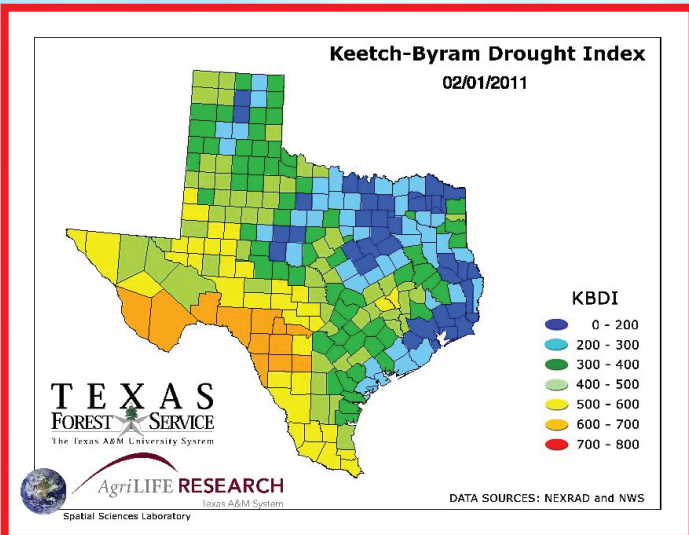 Keetch-Byram Drought Index
02/01/2011
KBDI
0 - 200
200 - 300
300 - 400
400 - 500
500 - 600
600 - 700
700 - 800
TEXAS
FOREST SERVICE
The Texas A&M University System
AgriLIFE RESEARCH
Texas A&M System
Spatial Sciences Laboratory
DATA SOURCES: NEXRAD and NWS